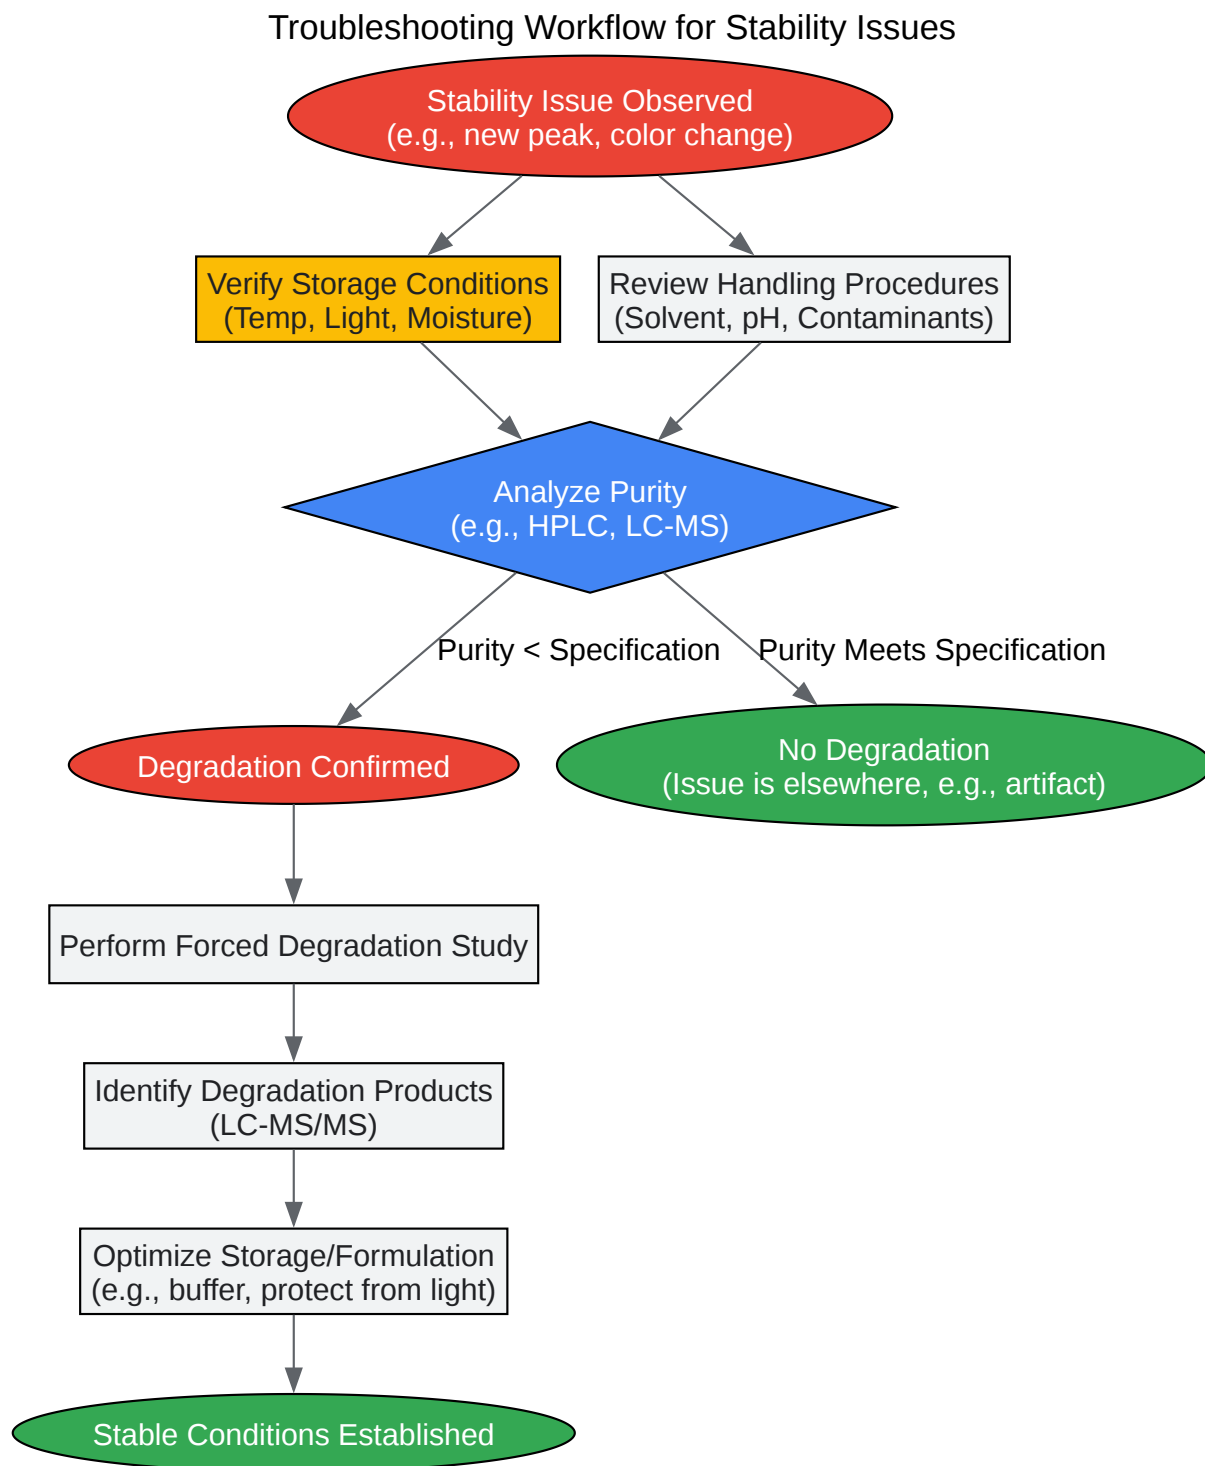 Troubleshooting Workflow for Stability Issues
Stability Issue Observed
(e.g., new peak, color change)
Verify Storage Conditions
(Temp, Light, Moisture)
Review Handling Procedures
(Solvent, pH, Contaminants)
Analyze Purity
(e.g., HPLC, LC-MS)
Purity < Specification
Purity Meets Specification
Degradation Confirmed
No Degradation
(Issue is elsewhere, e.g., artifact)
Perform Forced Degradation Study
Identify Degradation Products
(LC-MS/MS)
Optimize Storage/Formulation
(e.g., buffer, protect from light)
Stable Conditions Established